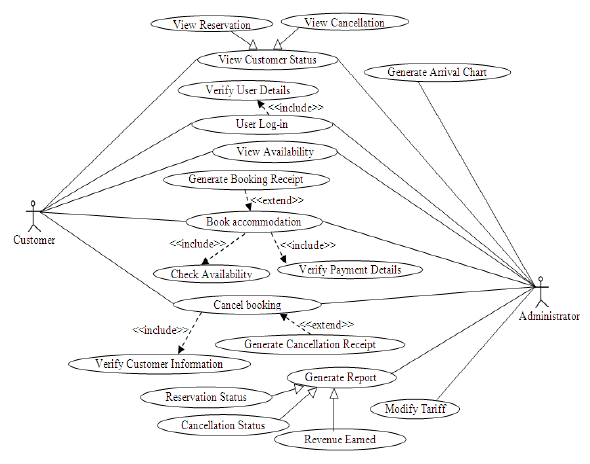 View Reservation
View Cancellation
View Customer Status
Generate Arrival Chart
Verify User Details
<<include>>
User Log-in
View Availability
Generate Booking Receipt
<<extend>>
Book accommodation
Customer
<<include>>
<<include>>
Check Availability
Verify Payment Details
Cancel booking
Administrator
<<include>>
<<extend>>
Generate Cancellation Receipt
Verify Customer Information
Generate Report
Reservation Status
Modify Tariff
Cancellation Status
Revenue Earned